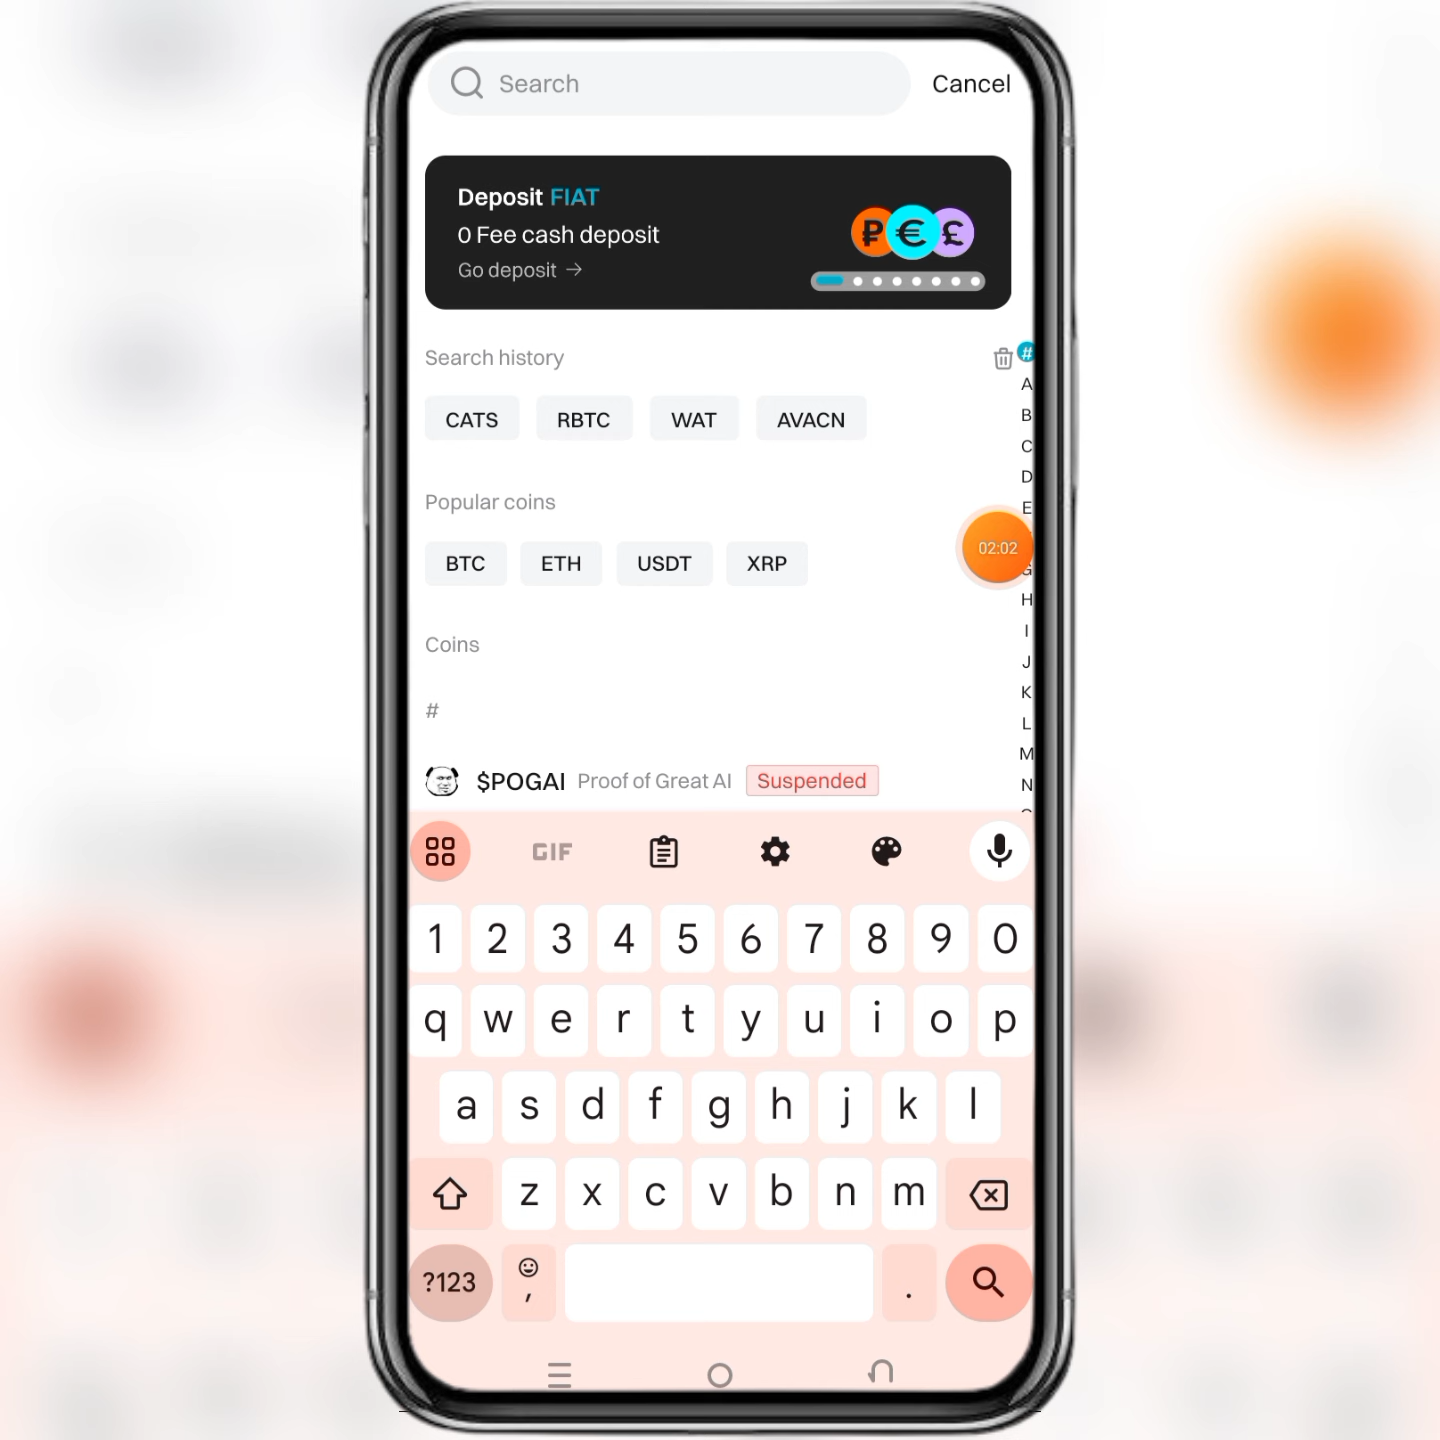 Search
Cancel
Deposit FIAT
0 Fee cash deposit
Go deposit →
₽ € £
Search history
#
A
B
C
D
E
G
H
I
J
K
L
M
N
CATS RBTC WAT AVACN
Popular coins
BTC ETH USDT XRP
02:02
Coins
#
$POGAI Proof of Great AI Suspended
GIF
1 2 3 4 5 6 7 8 9 0
q w e r t y u i o p
a s d f g h j k l
z x c v b n m
?123 , .